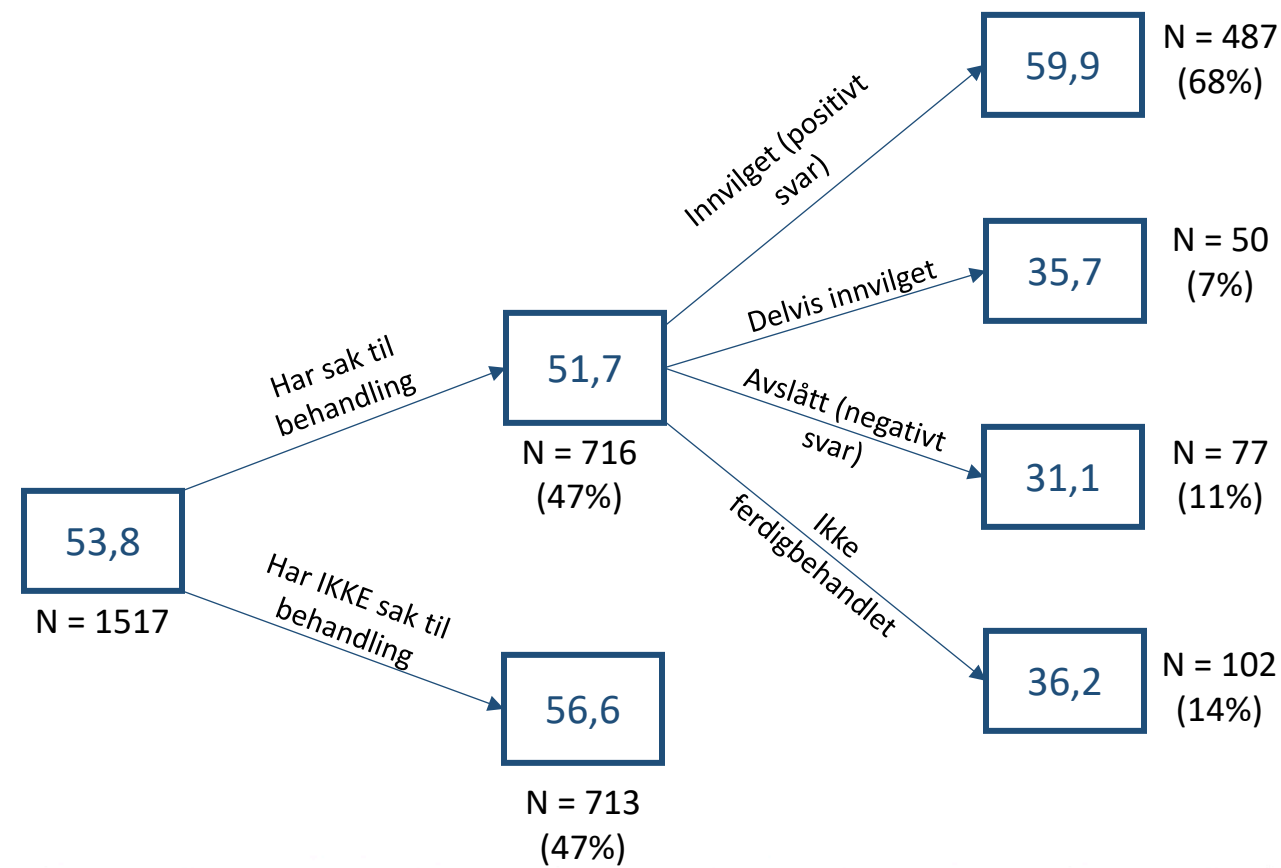 53,8
N = 1517
Har sak til
behandling
Har IKKE sak til
behandling
51,7
N = 716
(47%)
56,6
N = 713
(47%)
Innvilget (positivt
svar)
Delvis innvilget
Avslått (negativt
svar)
Ikke
ferdigbehandlet
59,9
N = 487
(68%)
35,7
N = 50
(7%)
31,1
N = 77
(11%)
36,2
N = 102
(14%)